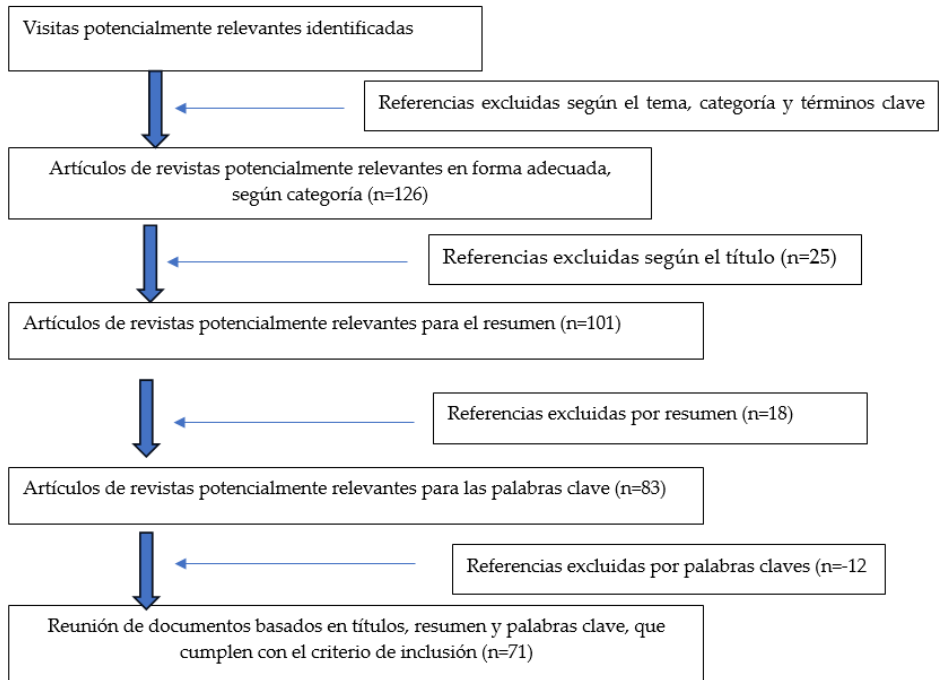 Visitas potencialmente relevantes identificadas
Referencias excluidas según el tema, categoría y términos clave
Artículos de revistas potencialmente relevantes en forma adecuada,
según categoría (n=126)
Referencias excluidas según el título (n=25)
Artículos de revistas potencialmente relevantes para el resumen (n=101)
Referencias excluidas por resumen (n=18)
Artículos de revistas potencialmente relevantes para las palabras clave (n=83)
Referencias excluidas por palabras claves (n=-12
Reunión de documentos basados en títulos, resumen y palabras clave, que
cumplen con el criterio de inclusión (n=71)